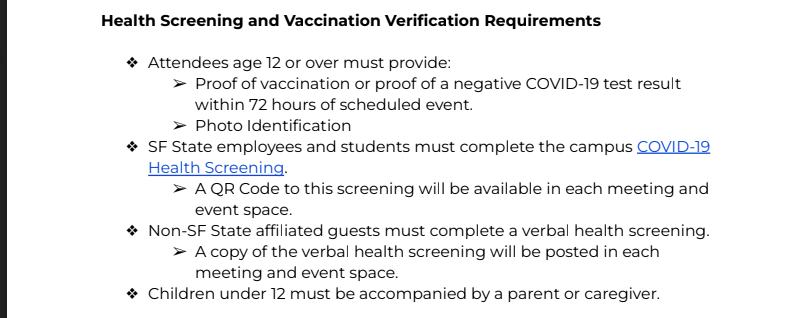 Health Screening and Vaccination Verification Requirements
❖ Attendees age 12 or over must provide:
➢ Proof of vaccination or proof of a negative COVID-19 test result
within 72 hours of scheduled event.
➢ Photo Identification
❖ SF State employees and students must complete the campus COVID-19
Health Screening.
➢ A QR Code to this screening will be available in each meeting and
event space.
❖ Non-SF State affiliated guests must complete a verbal health screening.
➢ A copy of the verbal health screening will be posted in each
meeting and event space.
❖ Children under 12 must be accompanied by a parent or caregiver.